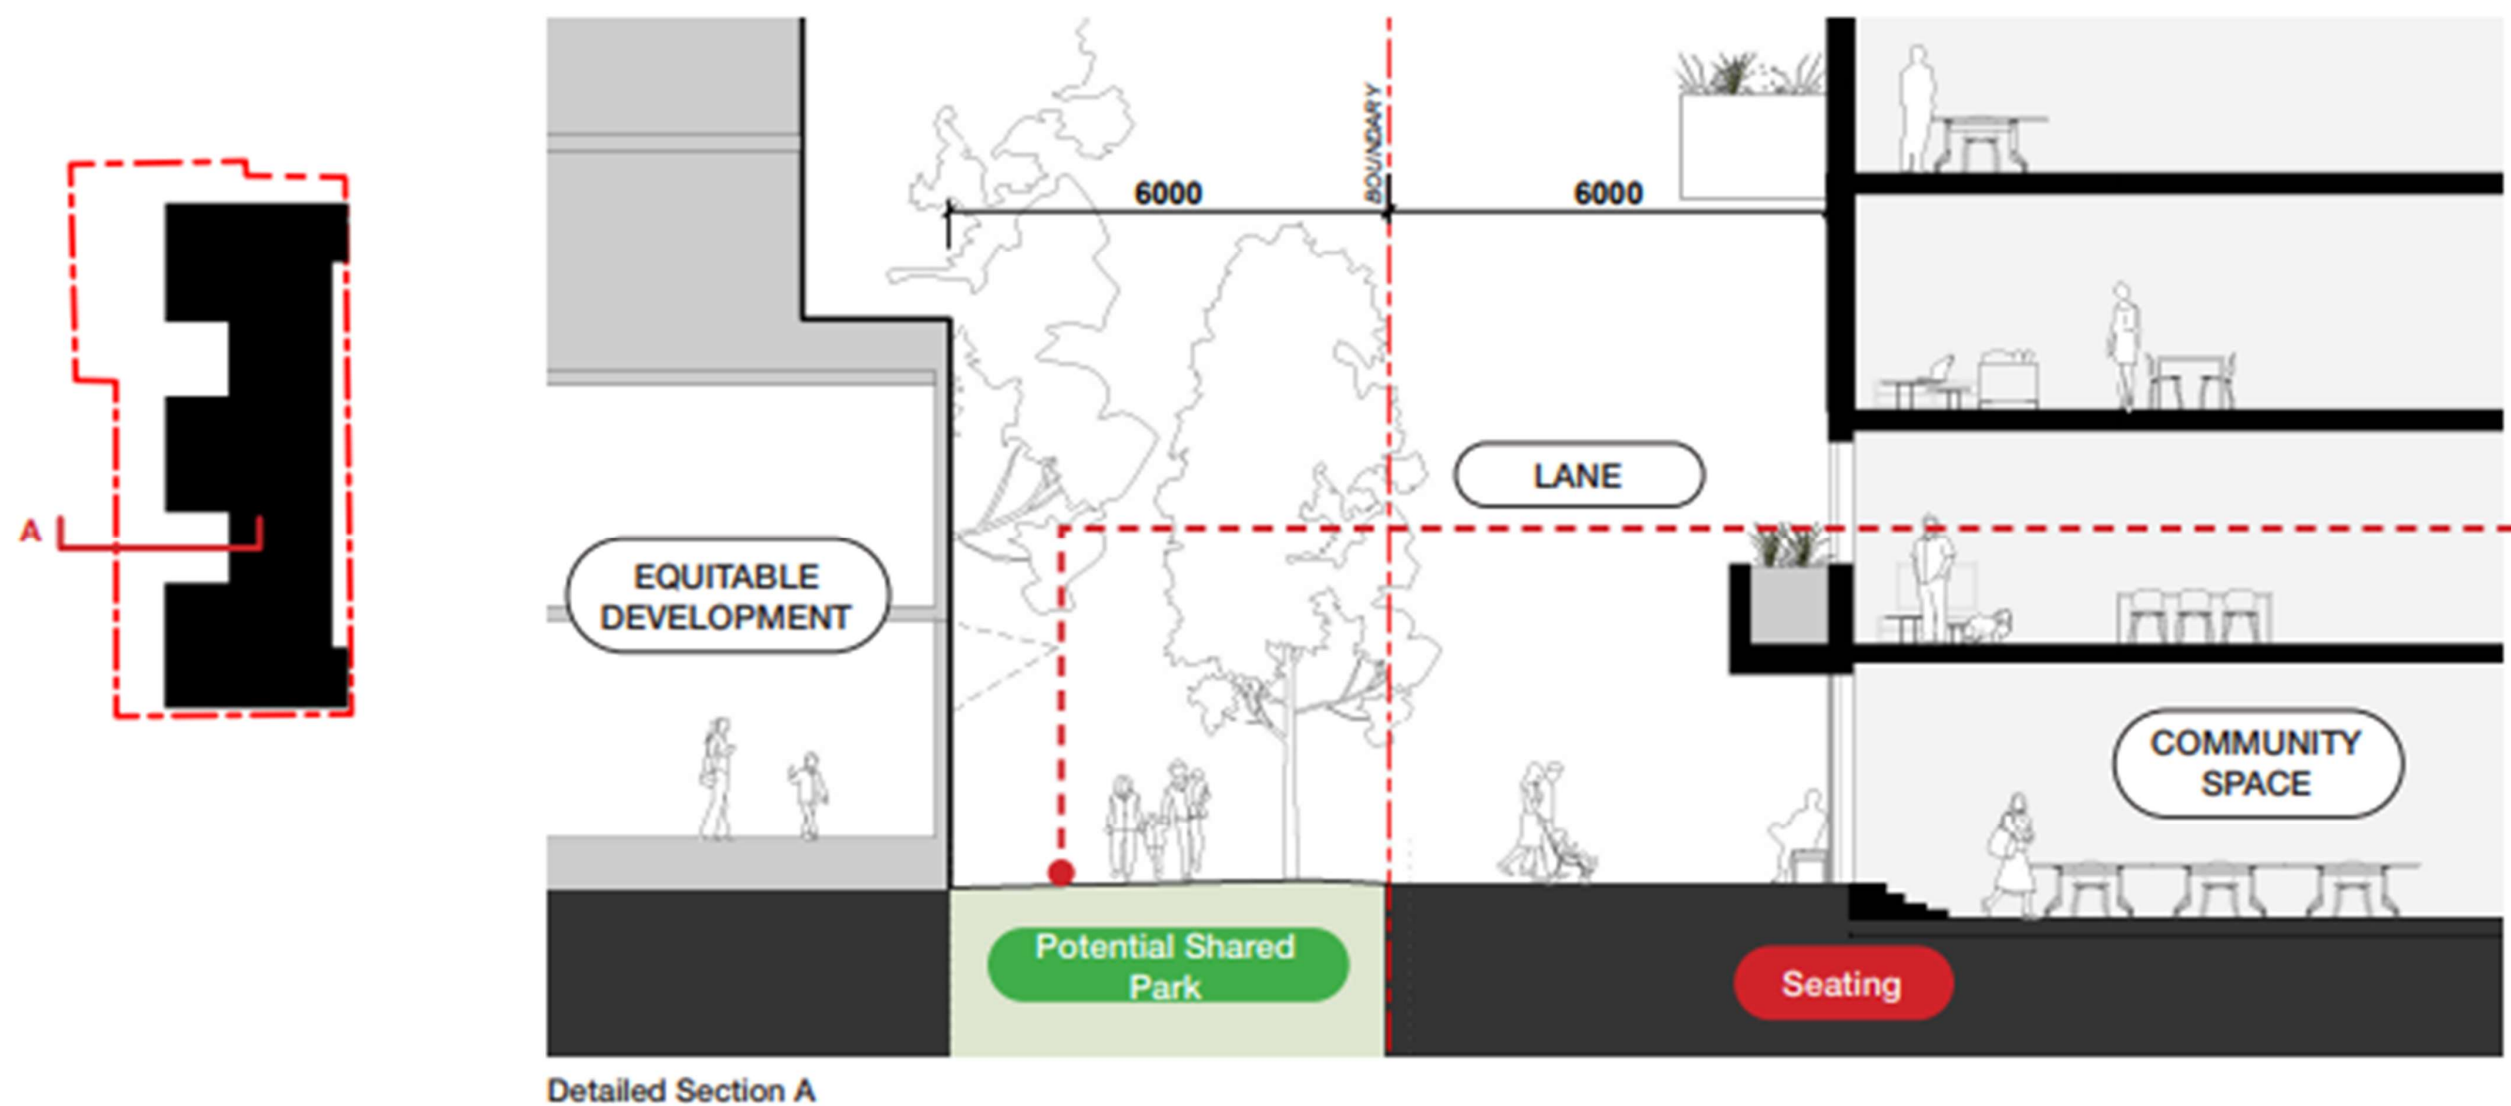 BOUNDARY
6000
6000
LANE
A
EQUITABLE
DEVELOPMENT
COMMUNITY
SPACE
Potential Shared
Park
Seating
Detailed Section A